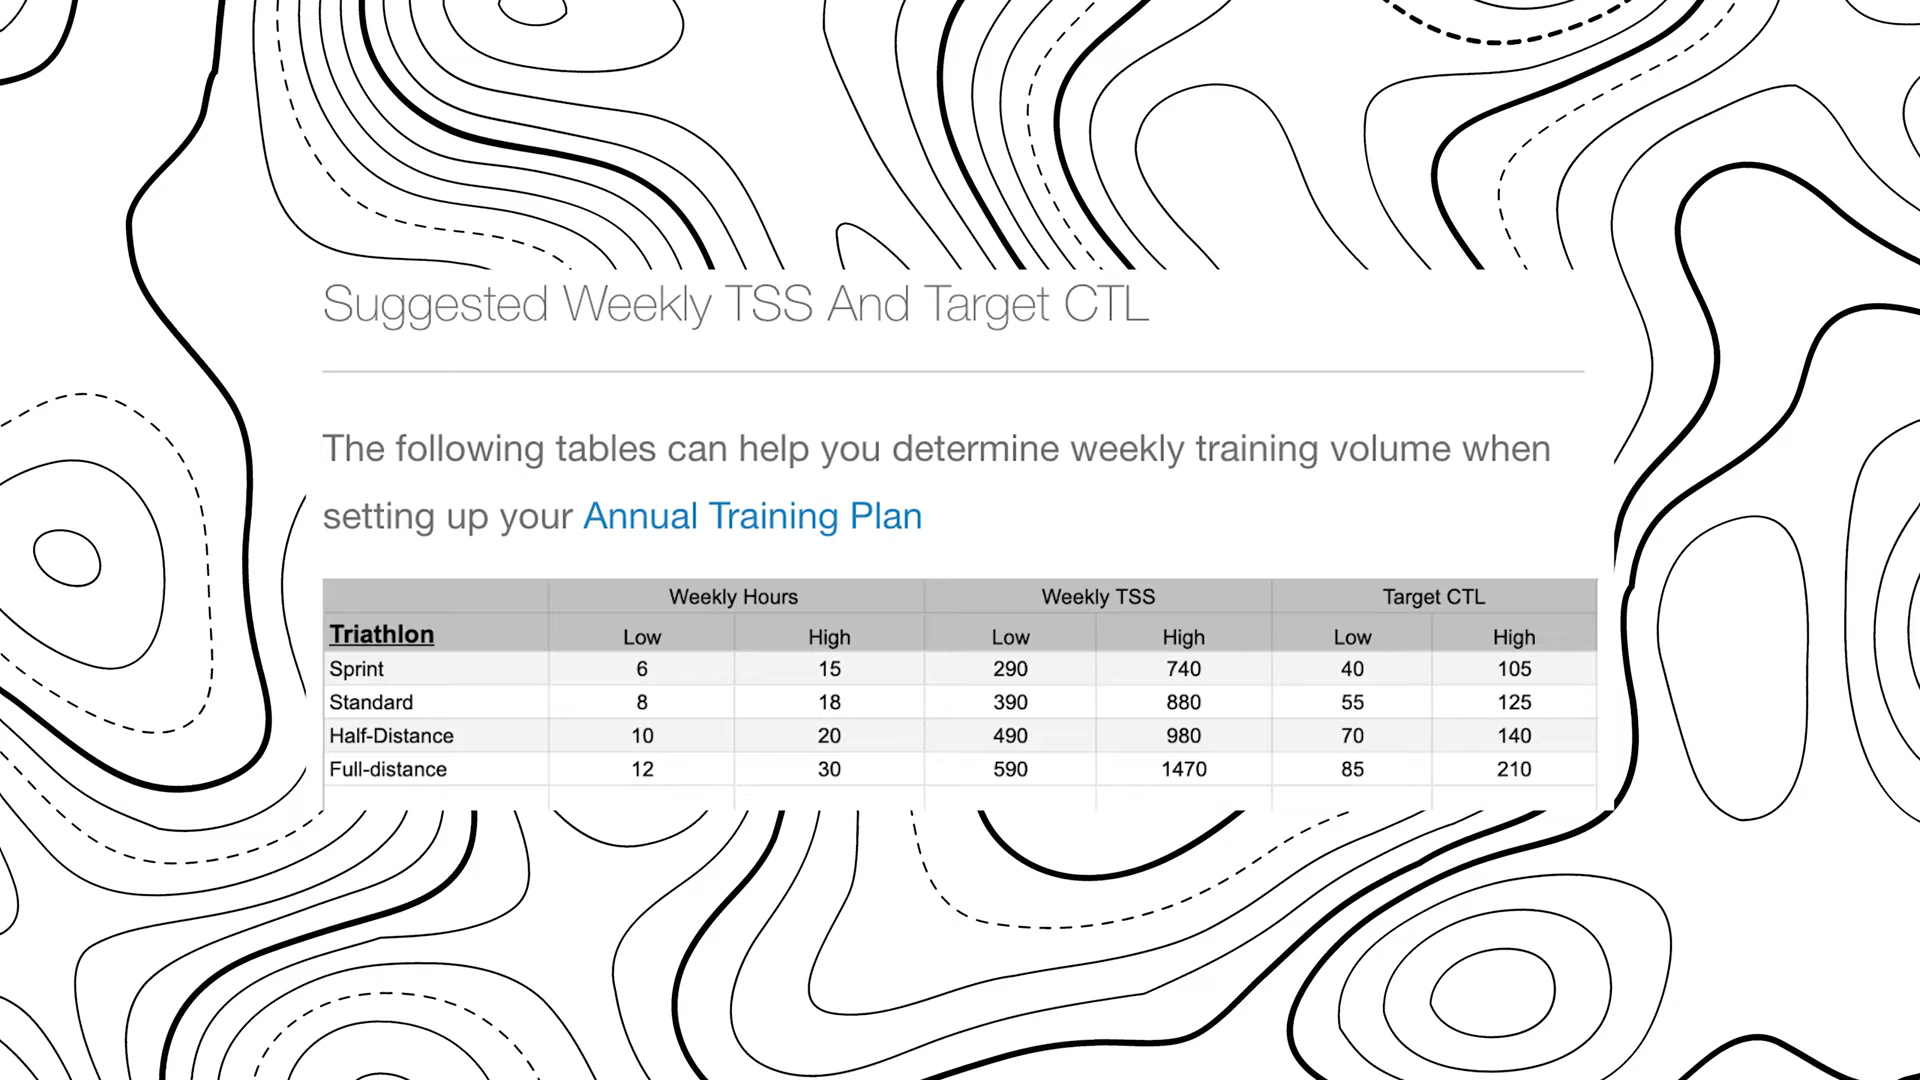 Suggested Weekly TSS And Target CTL
The following tables can help you determine weekly training volume when
setting up your Annual Training Plan
Weekly Hours Weekly TSS Target CTL
Triathlon Low High Low High Low High
Sprint 6 15 290 740 40 105
Standard 8 18 390 880 55 125
Half-Distance 10 20 490 980 70 140
Full-distance 12 30 590 1470 85 210